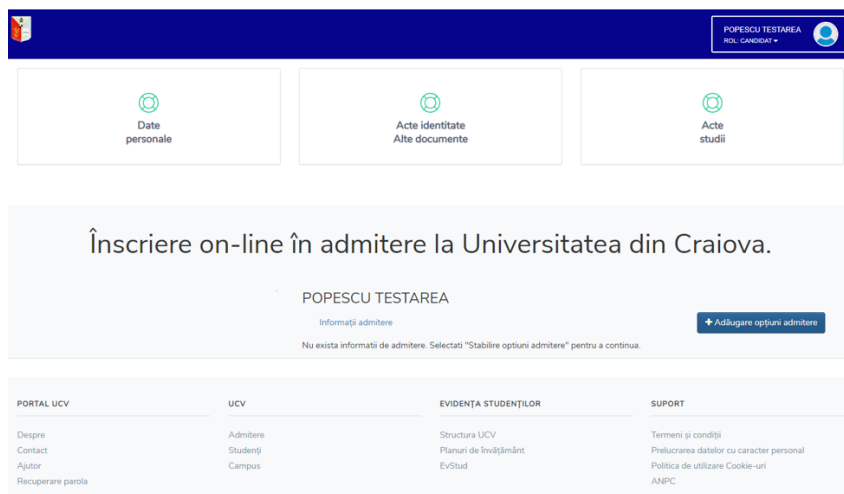 POPESCU TESTAREA
ROL: CANDIDAT
Date
personale
Acte identitate
Alte documente
Acte
studii
Înscriere on-line în admitere la Universitatea din Craiova.
POPESCU TESTAREA
Informații admitere
+ Adăugare opțiuni admitere
Nu exista informatii de admitere. Selectati "Stabilire optiuni admitere" pentru a continua.
PORTAL UCV
Despre
Contact
Ajutor
Recuperare parola
UCV
Admitere
Studenți
Campus
EVIDENȚA STUDENȚILOR
Structura UCV
Planuri de învățământ
EvStud
SUPORT
Termeni și condiții
Prelucrarea datelor cu caracter personal
Politica de utilizare Cookie-uri
ANPC